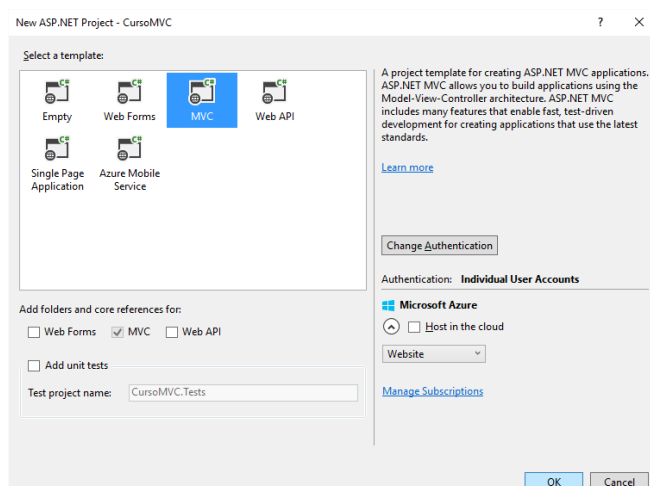 New ASP.NET Project - CursoMVC
?
Select a template:
Empty
Web Forms
MVC
Web API
Single Page
Application
Azure Mobile
Service
A project template for creating ASP.NET MVC applications.
ASP.NET MVC allows you to build applications using the
Model-View-Controller architecture. ASP.NET MVC
includes many features that enable fast, test-driven
development for creating applications that use the latest
standards.
Learn more
Change Authentication
Authentication: Individual User Accounts
Microsoft Azure
Host in the cloud
Website
Manage Subscriptions
Add folders and core references for:
Web Forms
MVC
Web API
Add unit tests
Test project name:
CursoMVC.Tests
OK
Cancel